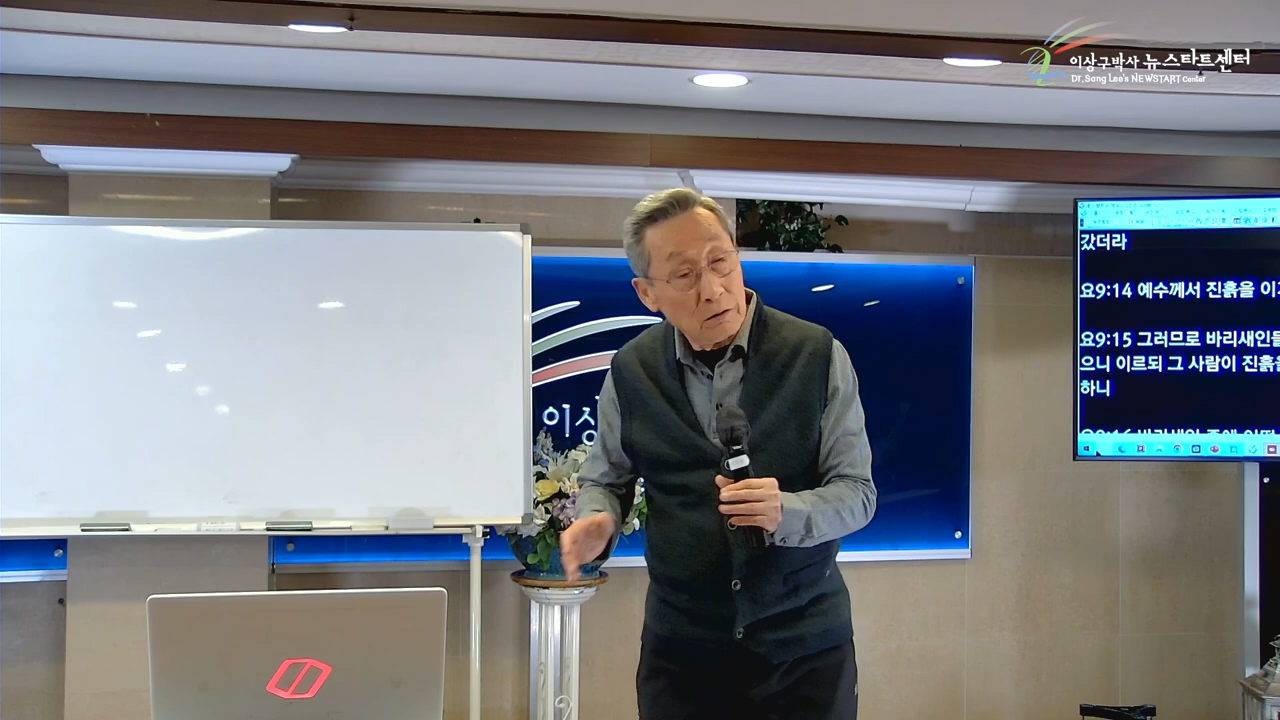 이상구박사 뉴스타트센터
Dr. Sang Lee's NEWSTART Center
갔더라
요9:14 예수께서 진흙을 이
요9:15 그러므로 바리새인들
으니 이르되 그 사람이 진흙을
하니
이상